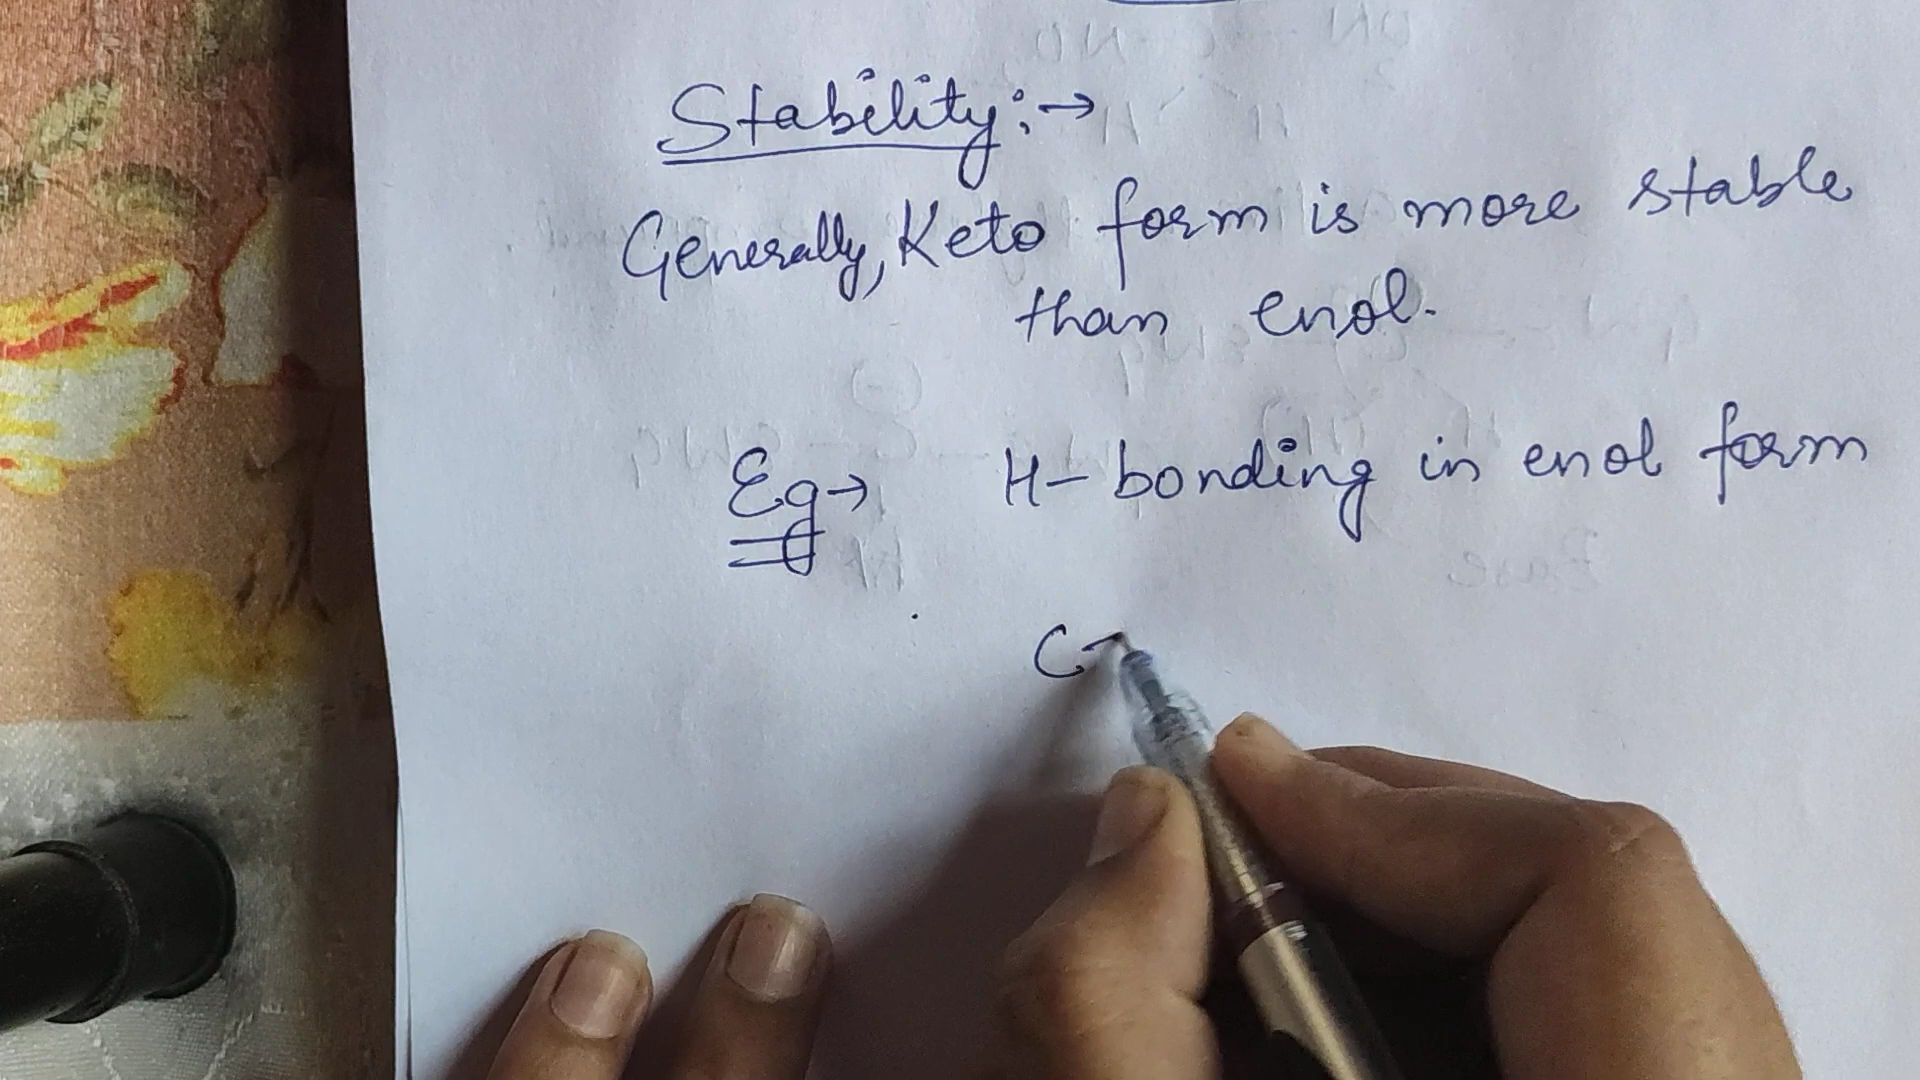 Stability:→
Generally, Keto form is more stable
than enol.
Eg→ H-bonding in enol form
C-